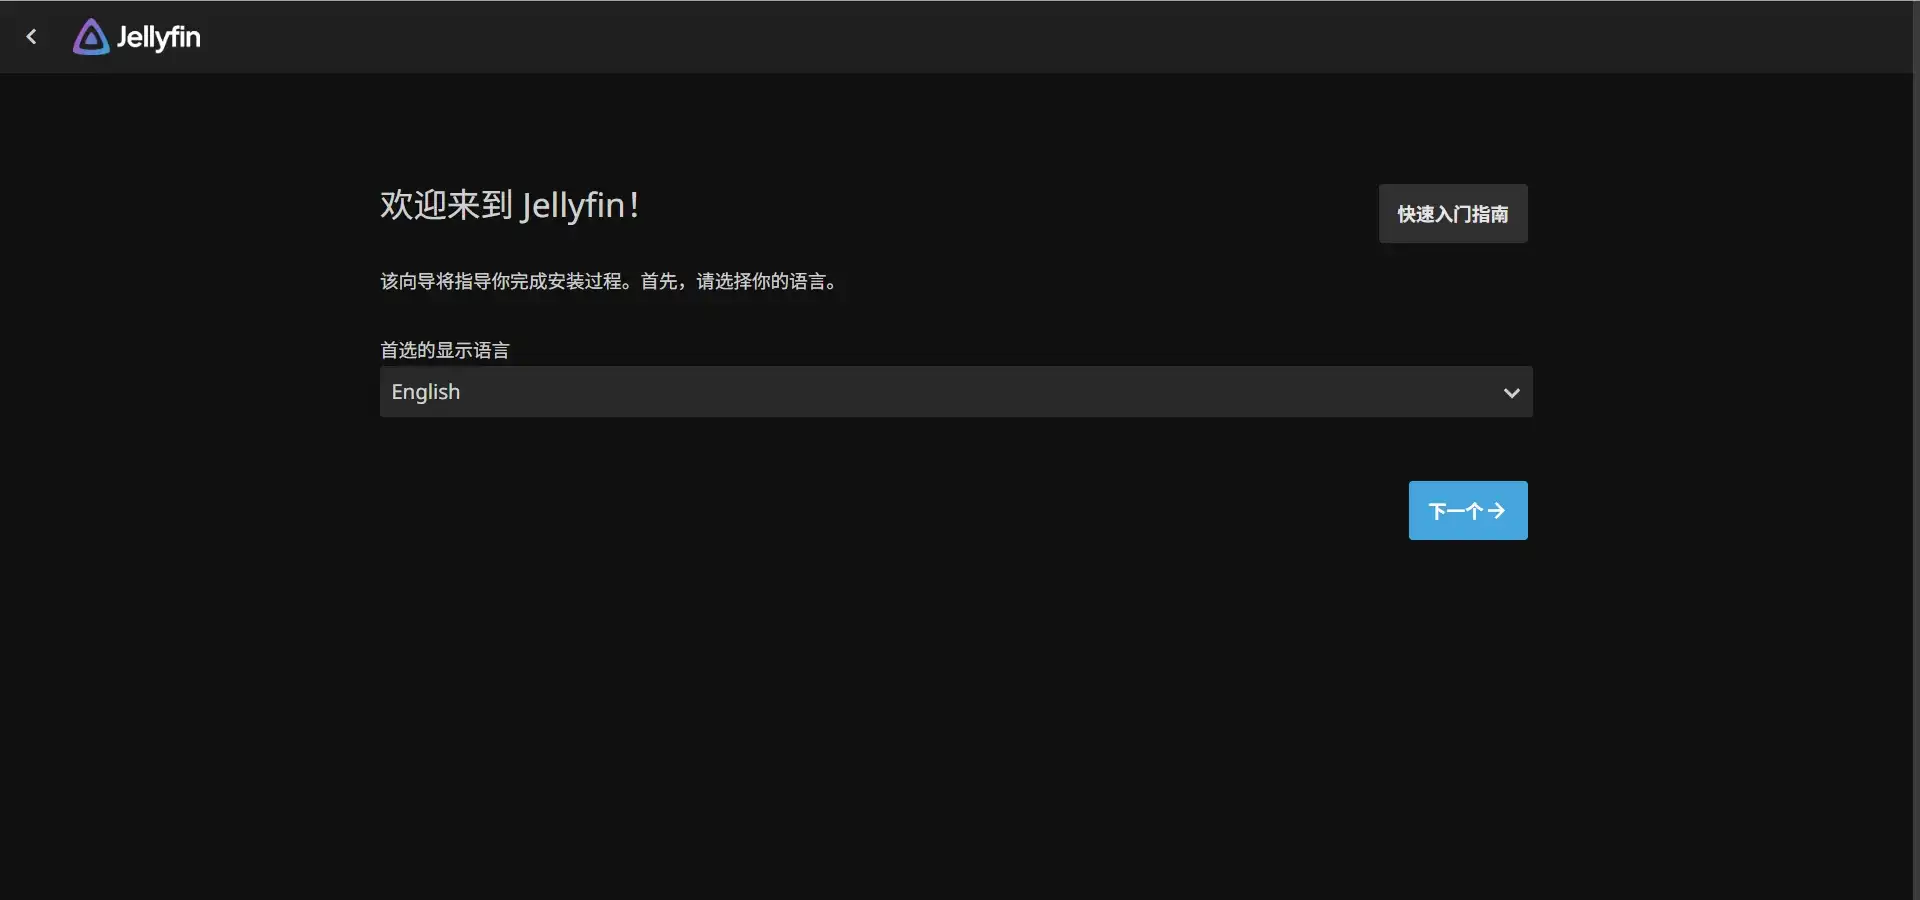 Jellyfin
欢迎来到 Jellyfin！
快速入门指南
该向导将指导你完成安装过程。首先，请选择你的语言。
首选的显示语言
English
下一个